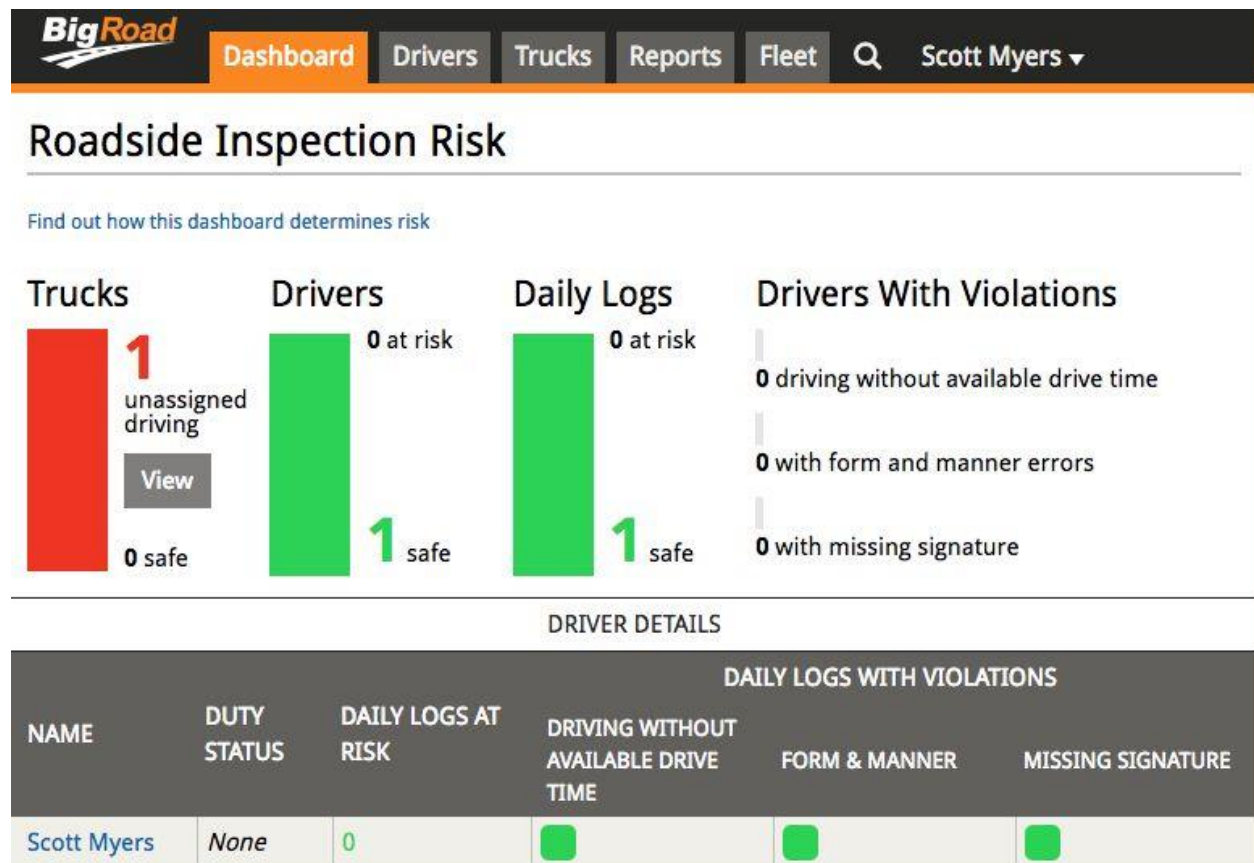 BigRoad
Dashboard Drivers Trucks Reports Fleet Scott Myers
Roadside Inspection Risk
Find out how this dashboard determines risk
Trucks
1
unassigned
driving
View
0 safe
Drivers
0 at risk
1 safe
Daily Logs
0 at risk
1 safe
Drivers With Violations
0 driving without available drive time
0 with form and manner errors
0 with missing signature
DRIVER DETAILS
DAILY LOGS WITH VIOLATIONS
NAME
DUTY
STATUS
DAILY LOGS AT
RISK
DRIVING WITHOUT
AVAILABLE DRIVE
TIME
FORM & MANNER
MISSING SIGNATURE
Scott Myers None 0